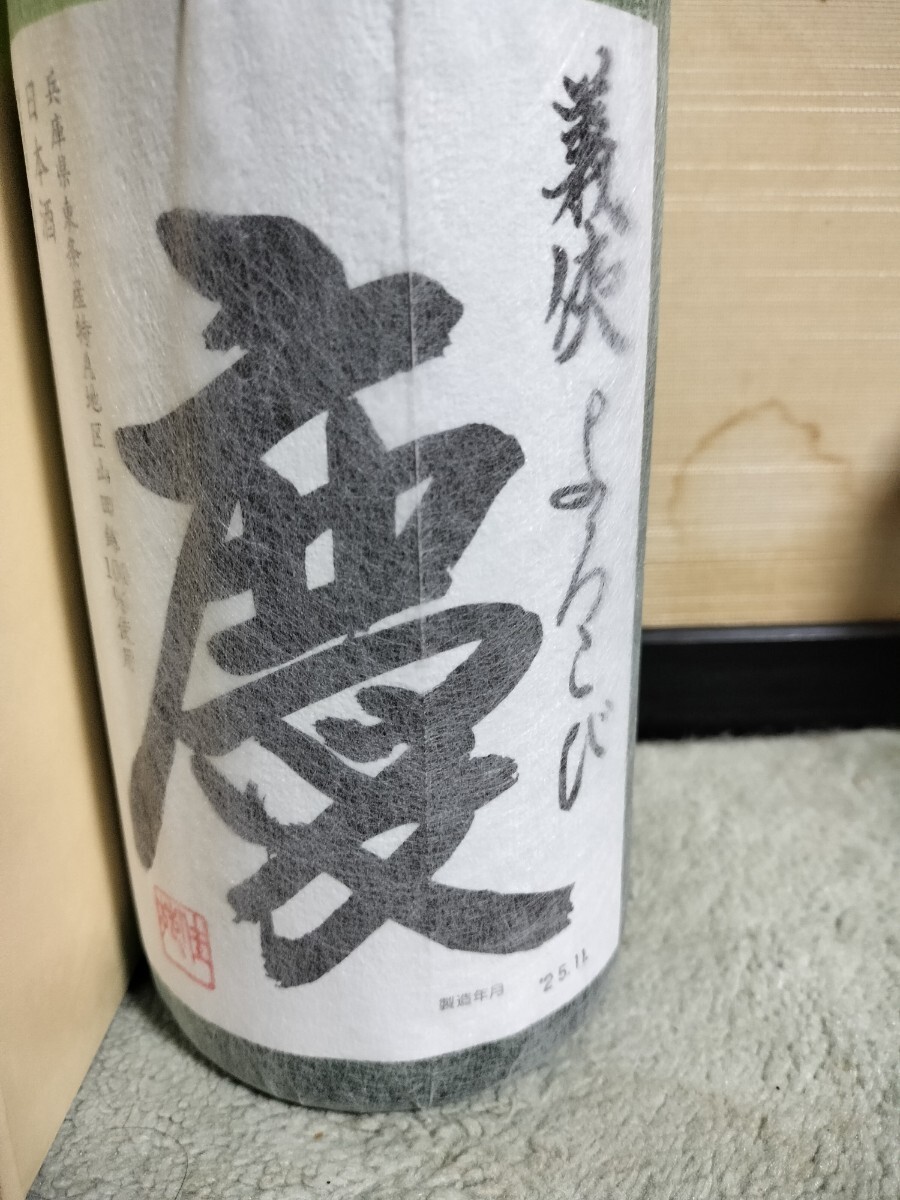 義侠 よろこび
慶
兵庫県東条産特A地区山田錦100%使用
日本酒
製造年月 '25.11